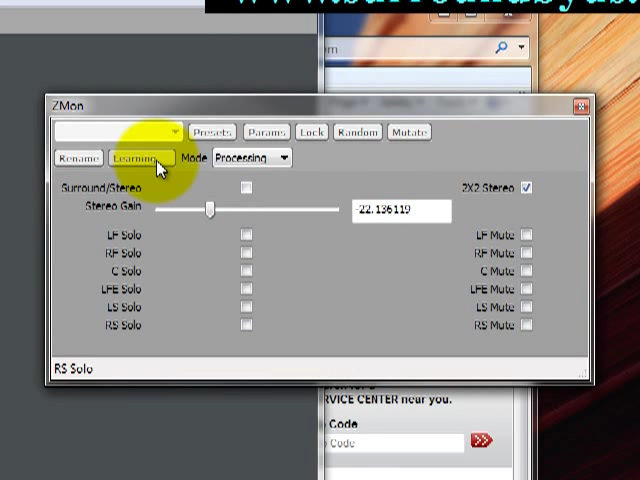 ZMon
Presets Params Lock Random Mutate
Rename Learning Mode Processing
Surround/Stereo 2X2 Stereo
Stereo Gain -22.136119
LF Solo LF Mute
RF Solo RF Mute
C Solo C Mute
LFE Solo LFE Mute
LS Solo LS Mute
RS Solo RS Mute
RS Solo
RVICE CENTER near you.
Code
Code